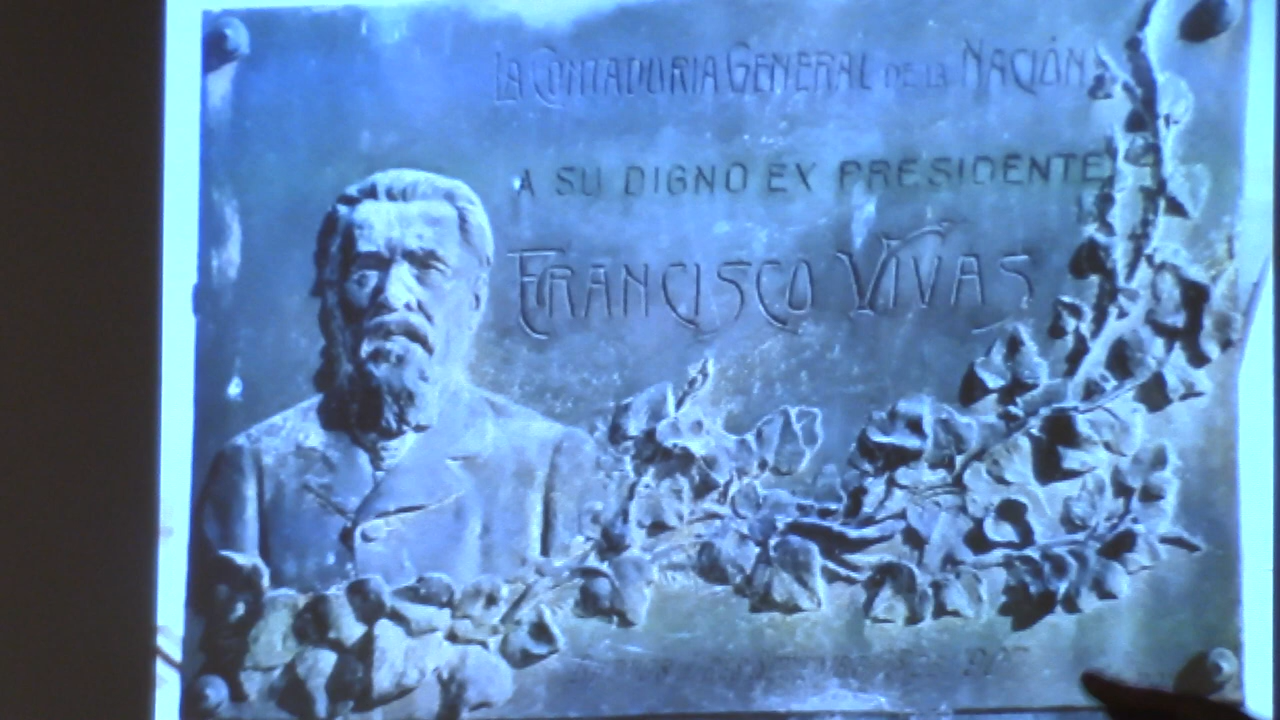 LA CONTADURIA GENERAL DE LA NACIÓN
A SU DIGNO EX PRESIDENTE
FRANCISCO VIVAS